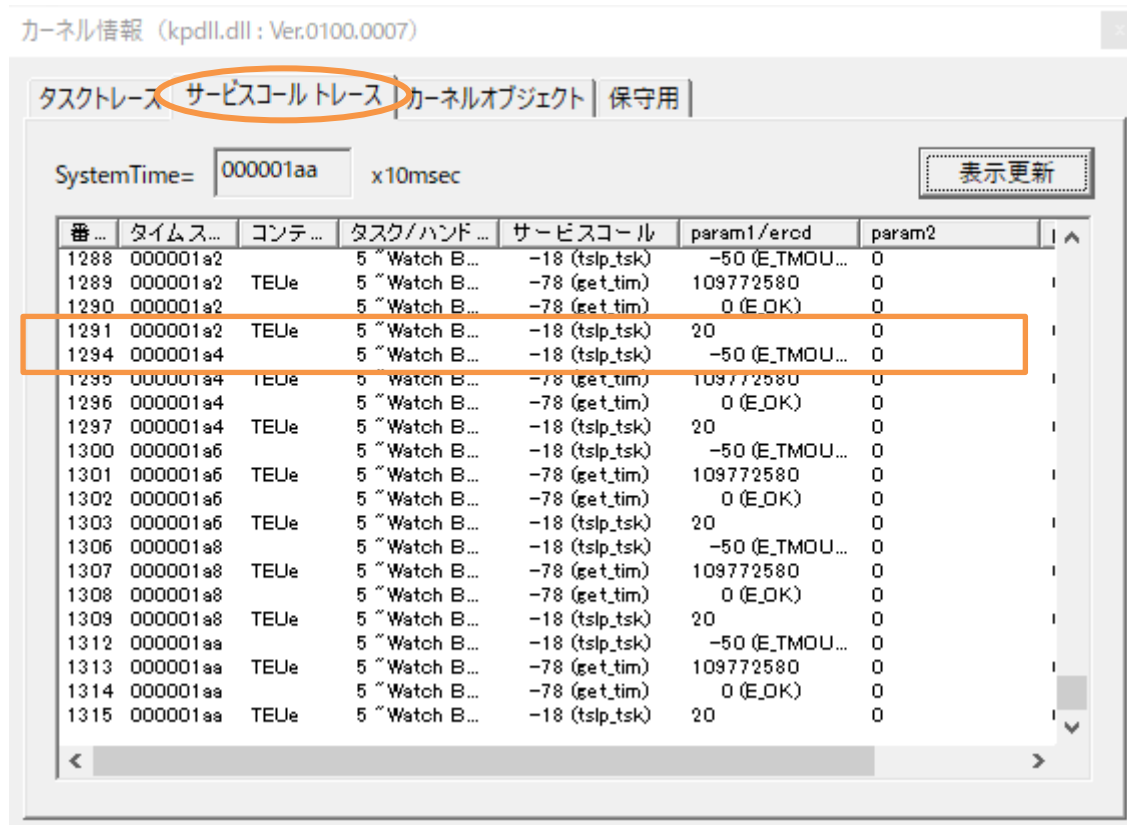 カーネル情報（kpdll.dll : Ver.0100.0007）
タスクトレース サービスコール トレース カーネルオブジェクト 保守用
SystemTime= 000001aa x10msec 表示更新
番... タイムス... コンテ... タスク/ハンド... サービスコール param1/ercd param2
1288 000001a2 5 "Watch B... -18 (tslp_tsk) -50 (E_TMOU... 0
1289 000001a2 TEUe 5 "Watch B... -78 (get_tim) 109772580 0
1290 000001a2 5 "Watch B... -78 (get_tim) 0 (E_OK) 0
1291 000001a2 TEUe 5 "Watch B... -18 (tslp_tsk) 20 0
1294 000001a4 5 "Watch B... -18 (tslp_tsk) -50 (E_TMOU... 0
1295 000001a4 TEUe 5 "Watch B... -78 (get_tim) 109772580 0
1296 000001a4 5 "Watch B... -78 (get_tim) 0 (E_OK) 0
1297 000001a4 TEUe 5 "Watch B... -18 (tslp_tsk) 20 0
1300 000001a6 5 "Watch B... -18 (tslp_tsk) -50 (E_TMOU... 0
1301 000001a6 TEUe 5 "Watch B... -78 (get_tim) 109772580 0
1302 000001a6 5 "Watch B... -78 (get_tim) 0 (E_OK) 0
1303 000001a6 TEUe 5 "Watch B... -18 (tslp_tsk) 20 0
1306 000001a8 5 "Watch B... -18 (tslp_tsk) -50 (E_TMOU... 0
1307 000001a8 TEUe 5 "Watch B... -78 (get_tim) 109772580 0
1308 000001a8 5 "Watch B... -78 (get_tim) 0 (E_OK) 0
1309 000001a8 TEUe 5 "Watch B... -18 (tslp_tsk) 20 0
1312 000001aa 5 "Watch B... -18 (tslp_tsk) -50 (E_TMOU... 0
1313 000001aa TEUe 5 "Watch B... -78 (get_tim) 109772580 0
1314 000001aa 5 "Watch B... -78 (get_tim) 0 (E_OK) 0
1315 000001aa TEUe 5 "Watch B... -18 (tslp_tsk) 20 0